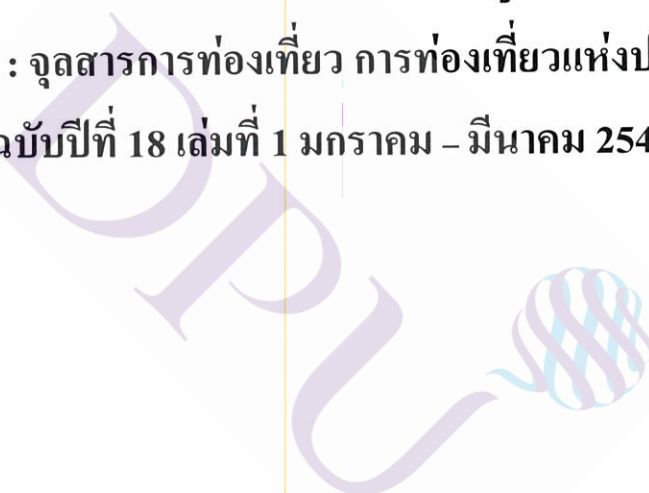 : จุลสารการท่องเที่ยว การท่องเที่ยวแห่งป
ฉบับปีที่ 18 เล่มที่ 1 มกราคม – มีนาคม 254
DPU